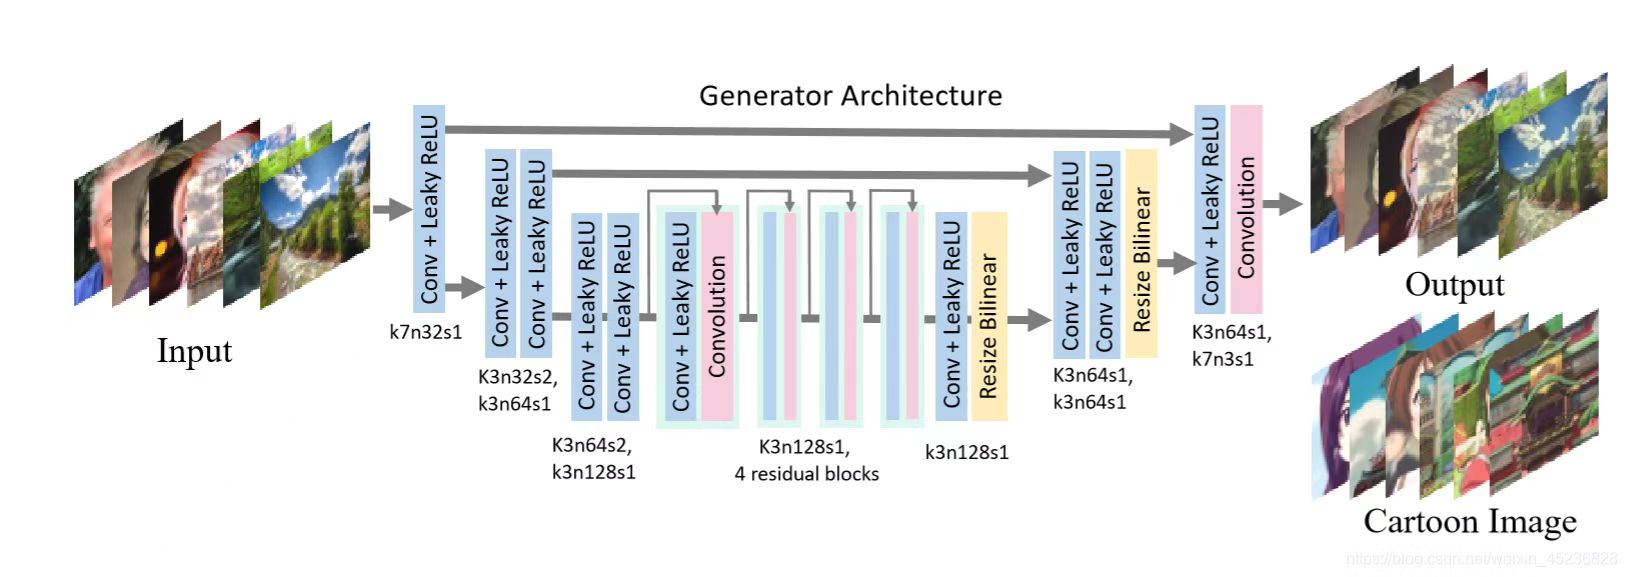 Generator Architecture
Input
Conv + Leaky ReLU
k7n32s1
Conv + Leaky ReLU
Conv + Leaky ReLU
K3n32s2,
k3n64s1
Conv + Leaky ReLU
Conv + Leaky ReLU
K3n64s2,
k3n128s1
Conv + Leaky ReLU
Convolution
K3n128s1,
4 residual blocks
Conv + Leaky ReLU
Resize Bilinear
k3n128s1
Conv + Leaky ReLU
Conv + Leaky ReLU
Resize Bilinear
K3n64s1,
k3n64s1
Conv + Leaky ReLU
Convolution
K3n64s1,
k7n3s1
Output
Cartoon Image
https://blog.csdn.net/weixin_45236828